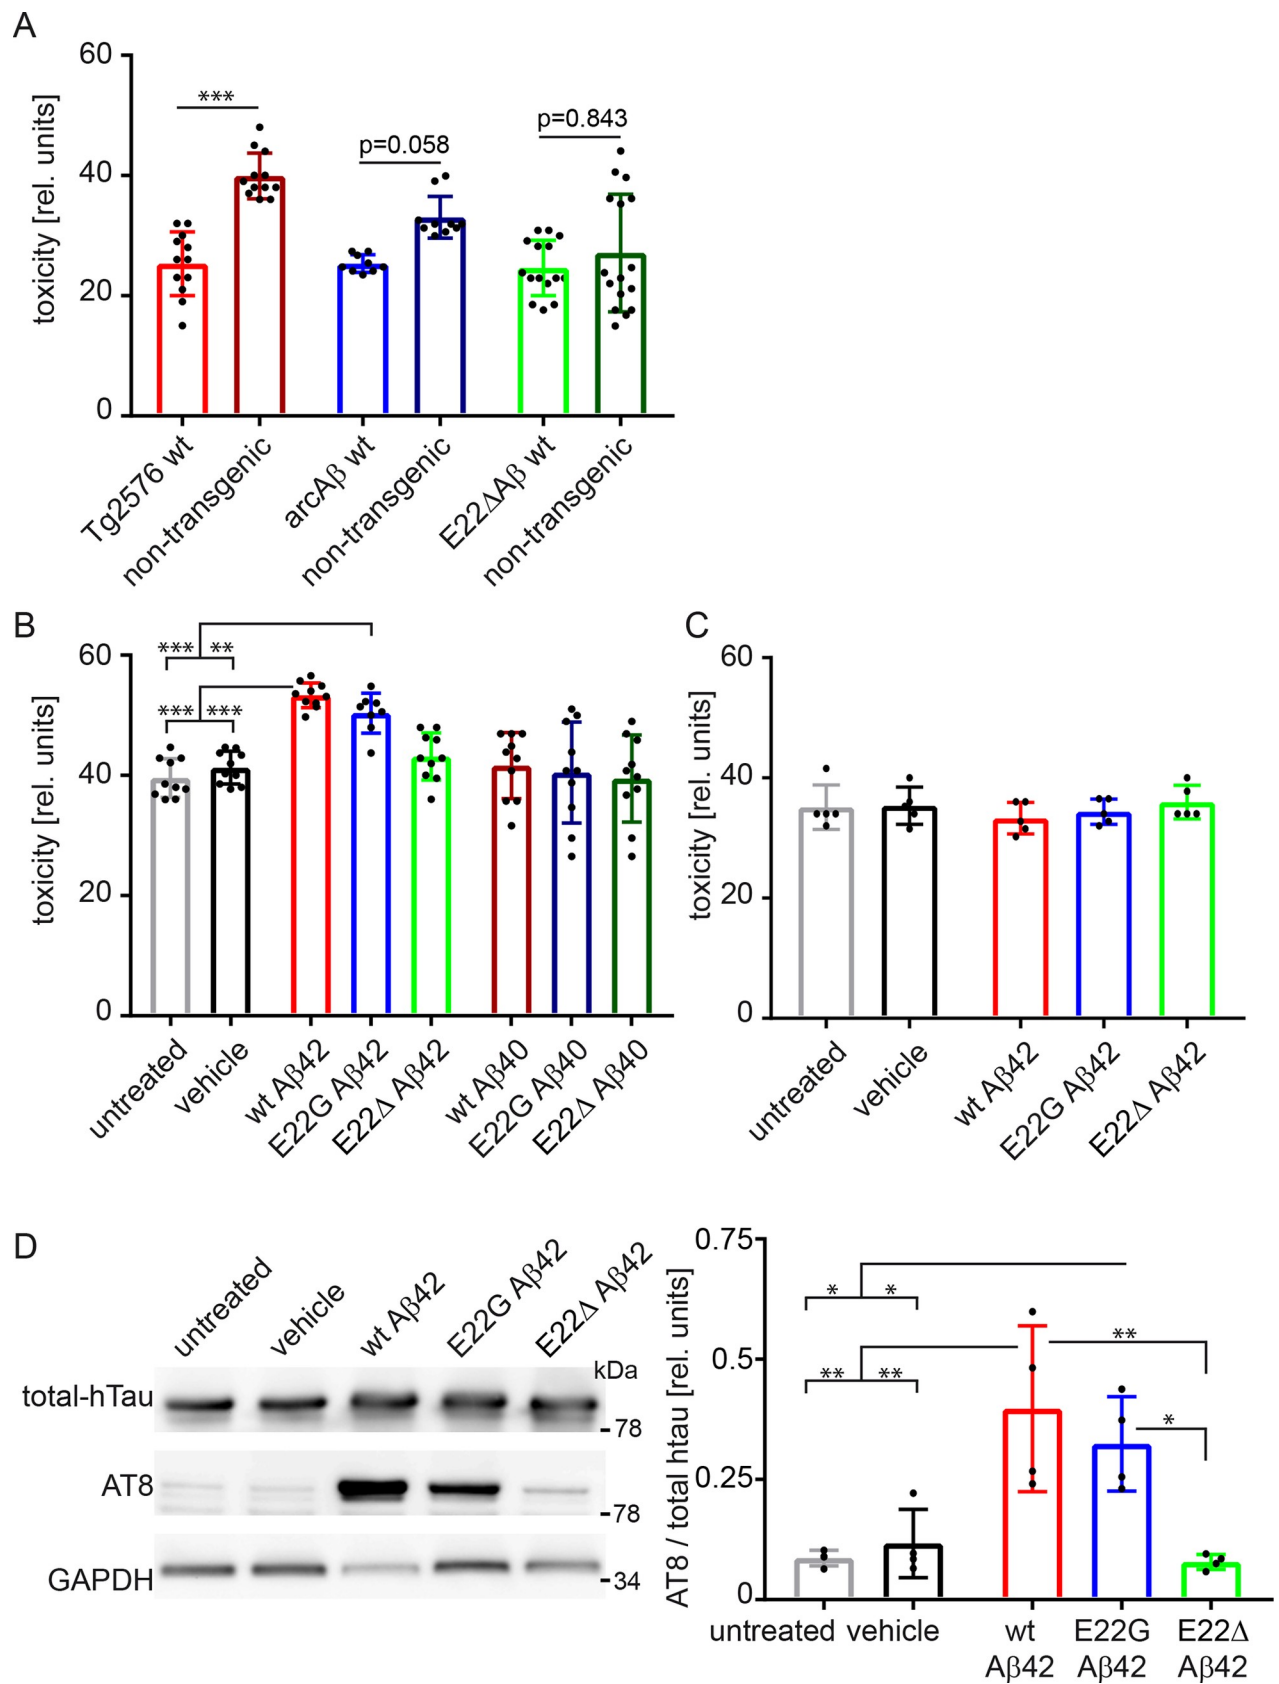 A
toxicity [rel. units]
60
40
20
0
***
p=0.058
p=0.843
Tg2576 wt
non-transgenic
arcAβ wt
non-transgenic
E22ΔAβ wt
non-transgenic
B
toxicity [rel. units]
60
40
20
0
*** **
*** ***
untreated
vehicle
wt Aβ42
E22G Aβ42
E22Δ Aβ42
wt Aβ40
E22G Aβ40
E22Δ Aβ40
C
toxicity [rel. units]
60
40
20
0
untreated
vehicle
wt Aβ42
E22G Aβ42
E22Δ Aβ42
D
untreated
vehicle
wt Aβ42
E22G Aβ42
E22Δ Aβ42
kDa
total-hTau
78
AT8
78
GAPDH
34
AT8 / total htau [rel. units]
0.75
0.5
0.25
0
* *
** **
**
*
untreated
vehicle
wt
Aβ42
E22G
Aβ42
E22Δ
Aβ42